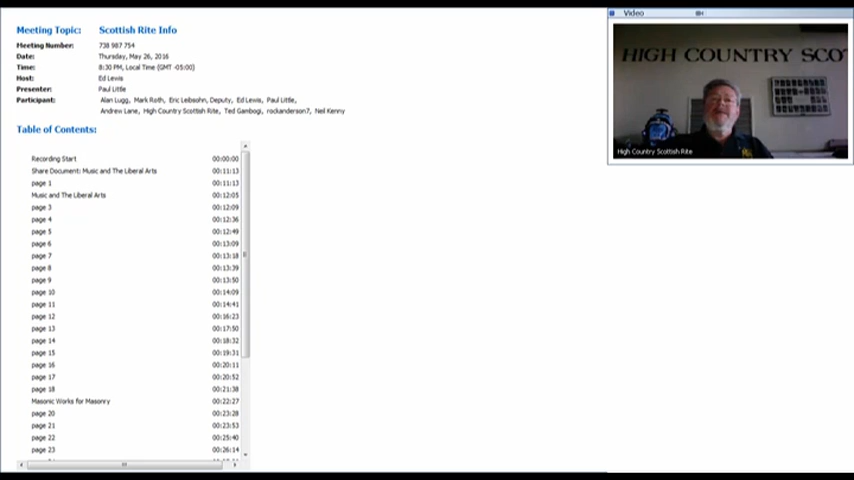 Meeting Topic: Scottish Rite Info
Meeting Number: 738 987 754
Date: Thursday, May 26, 2016
Time: 8:30 PM, Local Time (GMT -05:00)
Host: Ed Lewis
Presenter: Paul Little
Participant: Alan Lugg, Mark Roth, Eric Leibsohn, Deputy, Ed Lewis, Paul Little,
Andrew Lane, High Country Scottish Rite, Ted Gambogi, rockanderson7, Neil Kenny
Table of Contents:
Recording Start 00:00:00
Share Document: Music and The Liberal Arts 00:11:13
page 1 00:11:13
Music and The Liberal Arts 00:12:05
page 3 00:12:09
page 4 00:12:36
page 5 00:12:49
page 6 00:13:09
page 7 00:13:18
page 8 00:13:39
page 9 00:13:50
page 10 00:14:09
page 11 00:14:41
page 12 00:16:23
page 13 00:17:50
page 14 00:18:32
page 15 00:19:31
page 16 00:20:11
page 17 00:20:52
page 18 00:21:38
Masonic Works for Masonry 00:22:27
page 20 00:23:28
page 21 00:23:53
page 22 00:25:40
page 23 00:26:14
Video
HIGH COUNTRY SCOT
High Country Scottish Rite